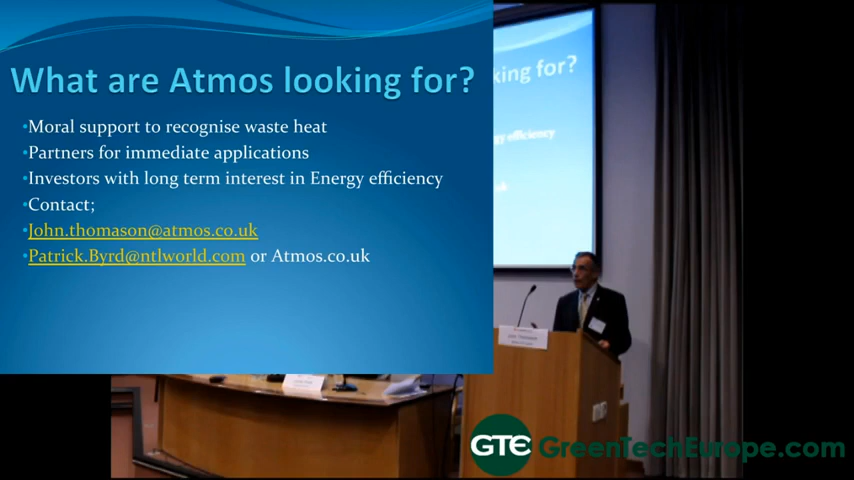 What are Atmos looking for?
•Moral support to recognise waste heat
•Partners for immediate applications
•Investors with long term interest in Energy efficiency
•Contact;
•John.thomason@atmos.co.uk
•Patrick.Byrd@ntlworld.com or Atmos.co.uk
king for?
efficiency
GTE GreenTechEurope.com